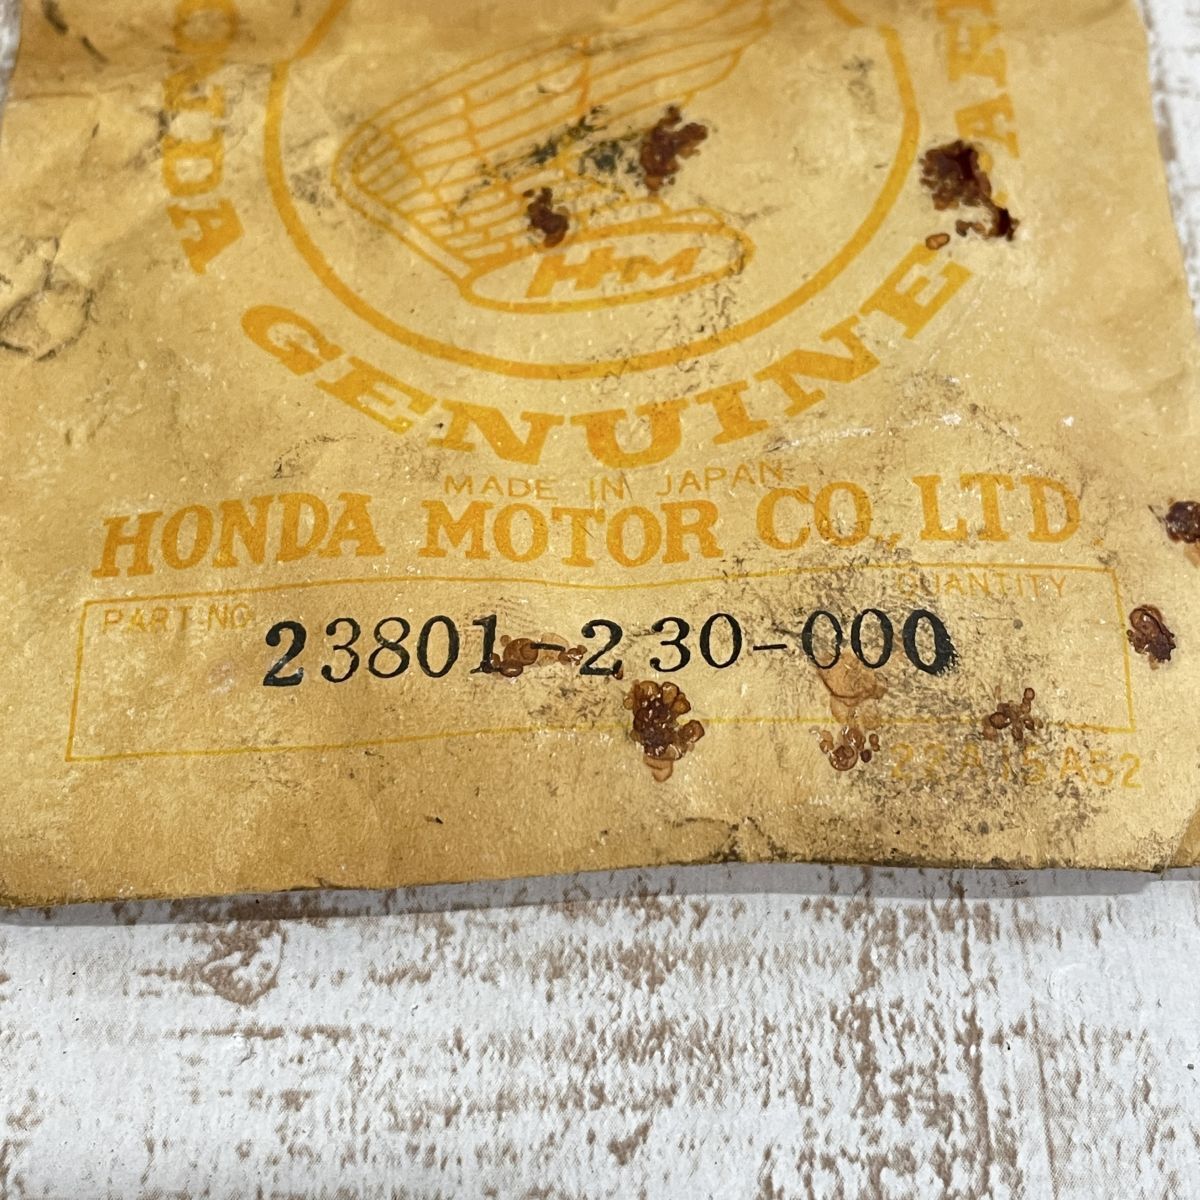 HONDA
HM
GENUINE
MADE IN JAPAN
HONDA MOTOR CO., LTD.
PART NO. QUANTITY
23801-230-000